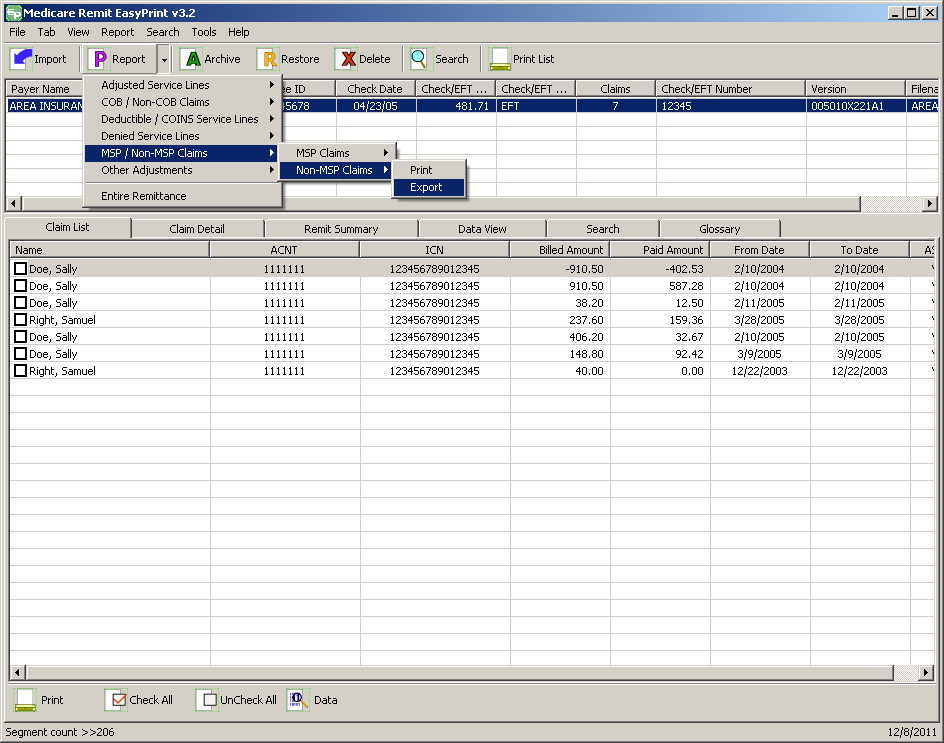 Medicare Remit EasyPrint v3.2
File Tab View Report Search Tools Help
Import Report Archive Restore Delete Search Print List
Payer Name ee ID Check Date Check/EFT ... Check/EFT ... Claims Check/EFT Number Version Filena
AREA INSURAN 5678 04/23/05 481.71 EFT 7 12345 005010X221A1 AREA
Adjusted Service Lines
COB / Non-COB Claims
Deductible / COINS Service Lines
Denied Service Lines
MSP / Non-MSP Claims
Other Adjustments
Entire Remittance
MSP Claims
Non-MSP Claims
Print
Export
Claim List Claim Detail Remit Summary Data View Search Glossary
Name ACNT ICN Billed Amount Paid Amount From Date To Date AS
Doe, Sally 1111111 123456789012345 -910.50 -402.53 2/10/2004 2/10/2004
Doe, Sally 1111111 123456789012345 910.50 587.28 2/10/2004 2/10/2004
Doe, Sally 1111111 123456789012345 38.20 12.50 2/11/2005 2/11/2005
Right, Samuel 1111111 123456789012345 237.60 159.36 3/28/2005 3/28/2005
Doe, Sally 1111111 123456789012345 406.20 32.67 2/10/2005 2/10/2005
Doe, Sally 1111111 123456789012345 148.80 92.42 3/9/2005 3/9/2005
Right, Samuel 1111111 123456789012345 40.00 0.00 12/22/2003 12/22/2003
Print Check All UnCheck All Data
Segment count >>206 12/8/2011